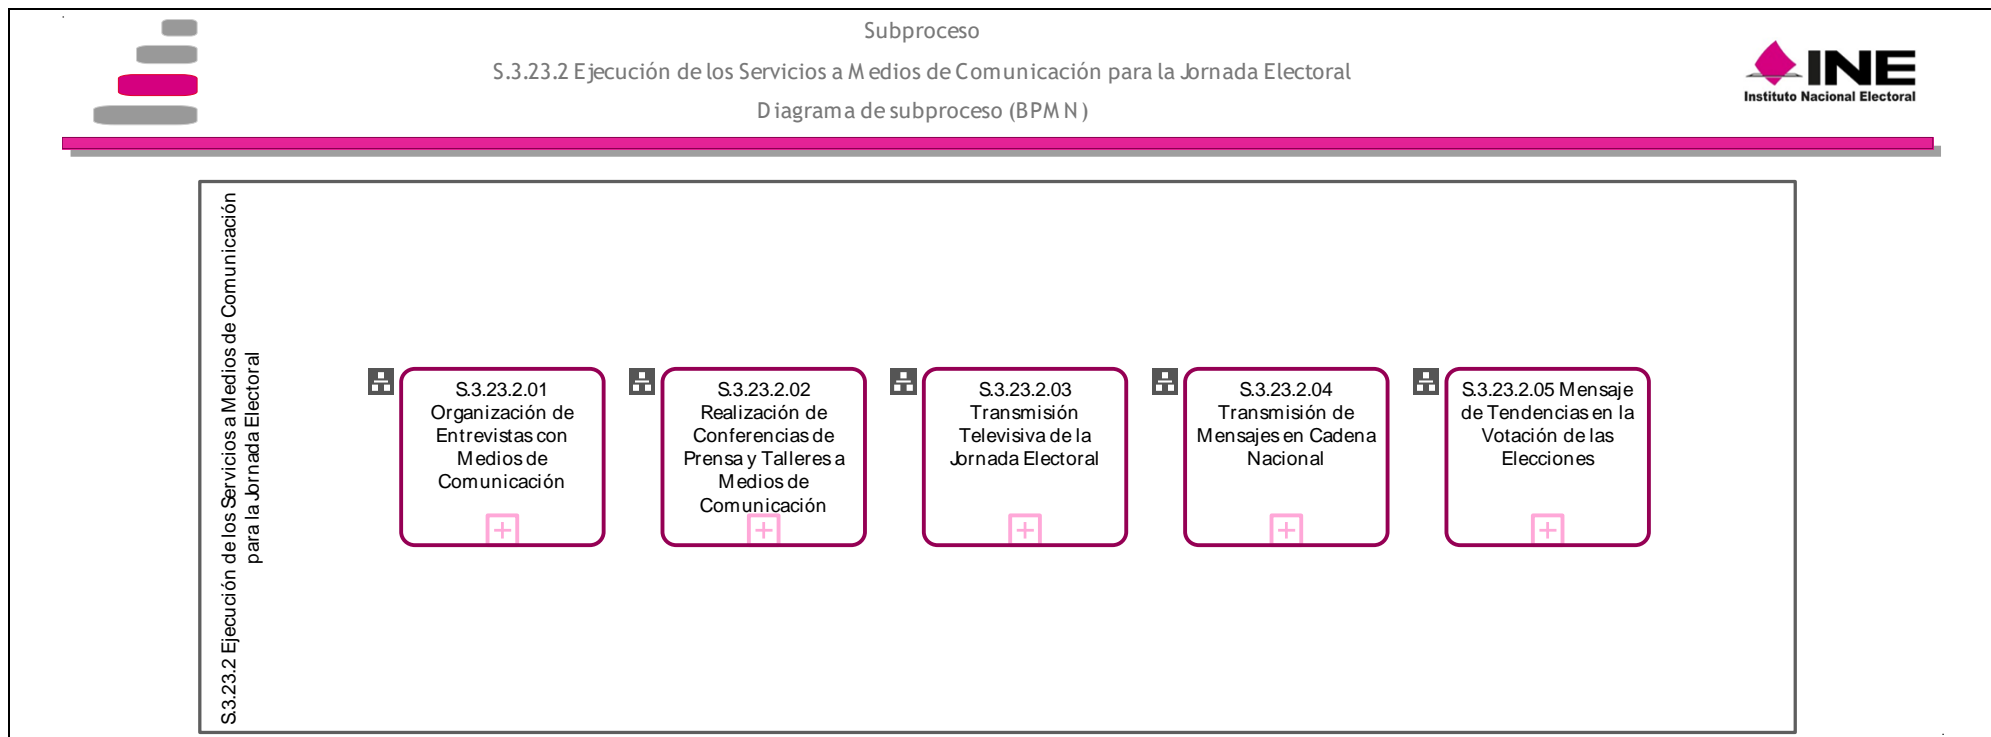 Subproceso
S.3.23.2 Ejecución de los Servicios a Medios de Comunicación para la Jornada Electoral
Diagrama de subproceso (BPMN)
INE
Instituto Nacional Electoral
S.3.23.2 Ejecución de los Servicios a Medios de Comunicación
para la Jornada Electoral
S.3.23.2.01
Organización de
Entrevistas con
Medios de
Comunicación
S.3.23.2.02
Realización de
Conferencias de
Prensa y Talleres a
Medios de
Comunicación
S.3.23.2.03
Transmisión
Televisiva de la
Jornada Electoral
S.3.23.2.04
Transmisión de
Mensajes en Cadena
Nacional
S.3.23.2.05 Mensaje
de Tendencias en la
Votación de las
Elecciones